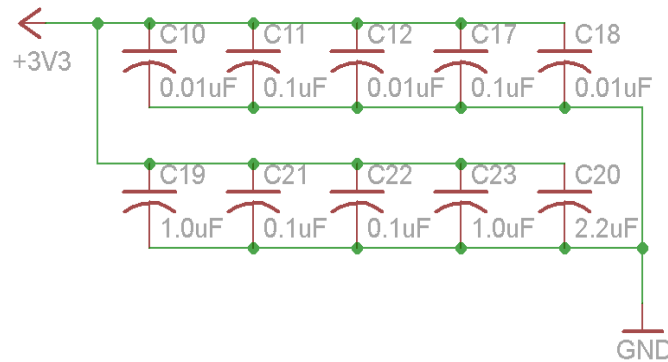 C10 C11 C12 C17 C18
+3V3
0.01uF 0.1uF 0.01uF 0.1uF 0.01uF
C19 C21 C22 C23 C20
1.0uF 0.1uF 0.1uF 1.0uF 2.2uF
GND